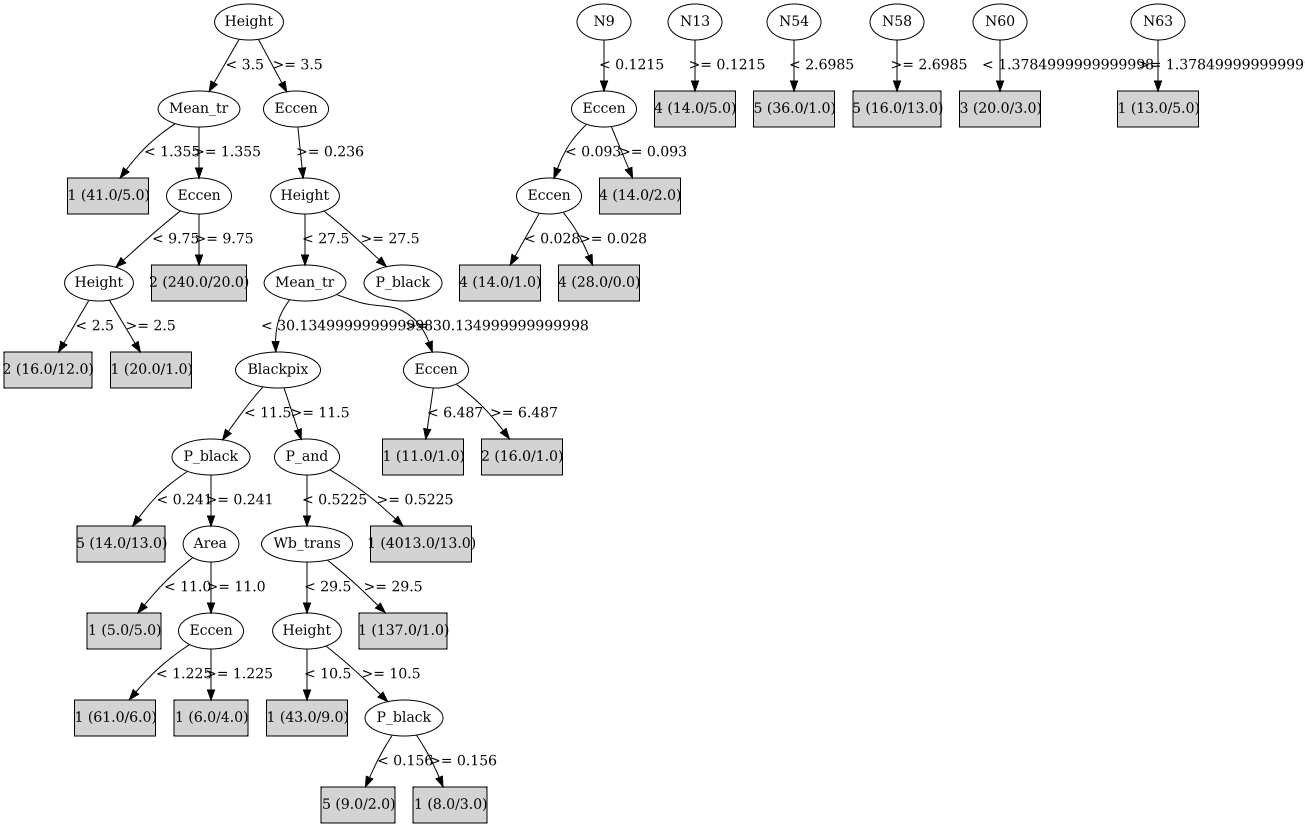 Height N9 N13 N54 N58 N60 N63
< 3.5 >= 3.5 < 0.1215 >= 0.1215 < 2.6985 >= 2.6985 < 1.3784999999999998 >= 1.3784999999999998
Mean_tr Eccen Eccen 4 (14.0/5.0) 5 (36.0/1.0) 5 (16.0/13.0) 3 (20.0/3.0) 1 (13.0/5.0)
< 1.355 >= 1.355 >= 0.236 < 0.093 >= 0.093
1 (41.0/5.0) Eccen Height Eccen 4 (14.0/2.0)
< 9.75 >= 9.75 < 27.5 >= 27.5 < 0.028 >= 0.028
Height 2 (240.0/20.0) Mean_tr P_black 4 (14.0/1.0) 4 (28.0/0.0)
< 2.5 >= 2.5 < 30.134999999999998 >= 30.134999999999998
2 (16.0/12.0) 1 (20.0/1.0) Blackpix Eccen
< 11.5 >= 11.5 < 6.487 >= 6.487
P_black P_and 1 (11.0/1.0) 2 (16.0/1.0)
< 0.241 >= 0.241 < 0.5225 >= 0.5225
5 (14.0/13.0) Area Wb_trans 1 (4013.0/13.0)
< 11.0 >= 11.0 < 29.5 >= 29.5
1 (5.0/5.0) Eccen Height 1 (137.0/1.0)
< 1.225 >= 1.225 < 10.5 >= 10.5
1 (61.0/6.0) 1 (6.0/4.0) 1 (43.0/9.0) P_black
< 0.156 >= 0.156
5 (9.0/2.0) 1 (8.0/3.0)